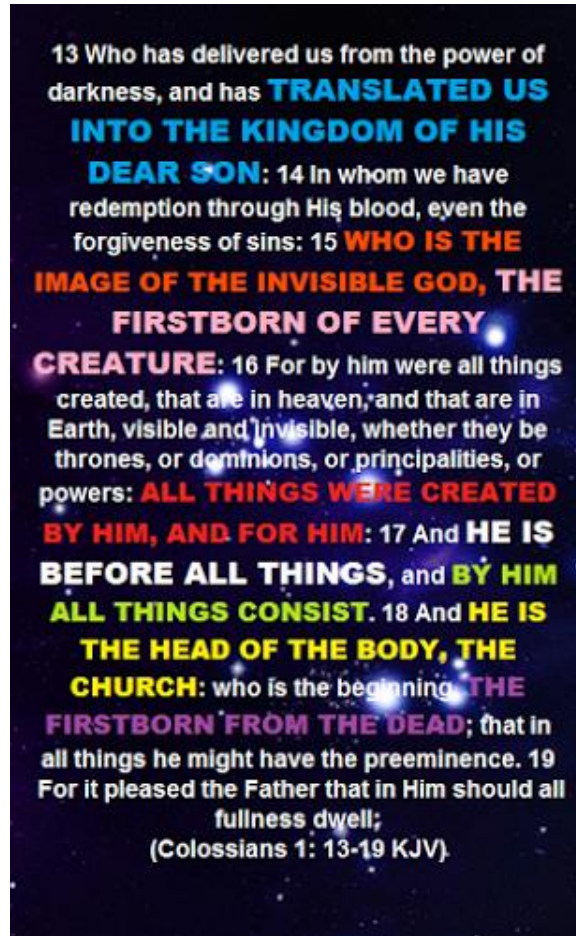 13 Who has delivered us from the power of
darkness, and has TRANSLATED US
INTO THE KINGDOM OF HIS
DEAR SON: 14 In whom we have
redemption through His blood, even the
forgiveness of sins: 15 WHO IS THE
IMAGE OF THE INVISIBLE GOD, THE
FIRSTBORN OF EVERY
CREATURE: 16 For by him were all things
created, that are in heaven, and that are in
Earth, visible and invisible, whether they be
thrones, or dominions, or principalities, or
powers: ALL THINGS WERE CREATED
BY HIM, AND FOR HIM: 17 And HE IS
BEFORE ALL THINGS, and BY HIM
ALL THINGS CONSIST. 18 And HE IS
THE HEAD OF THE BODY, THE
CHURCH: who is the beginning, THE
FIRSTBORN FROM THE DEAD; that in
all things he might have the preeminence. 19
For it pleased the Father that in Him should all
fullness dwell;
(Colossians 1: 13-19 KJV)